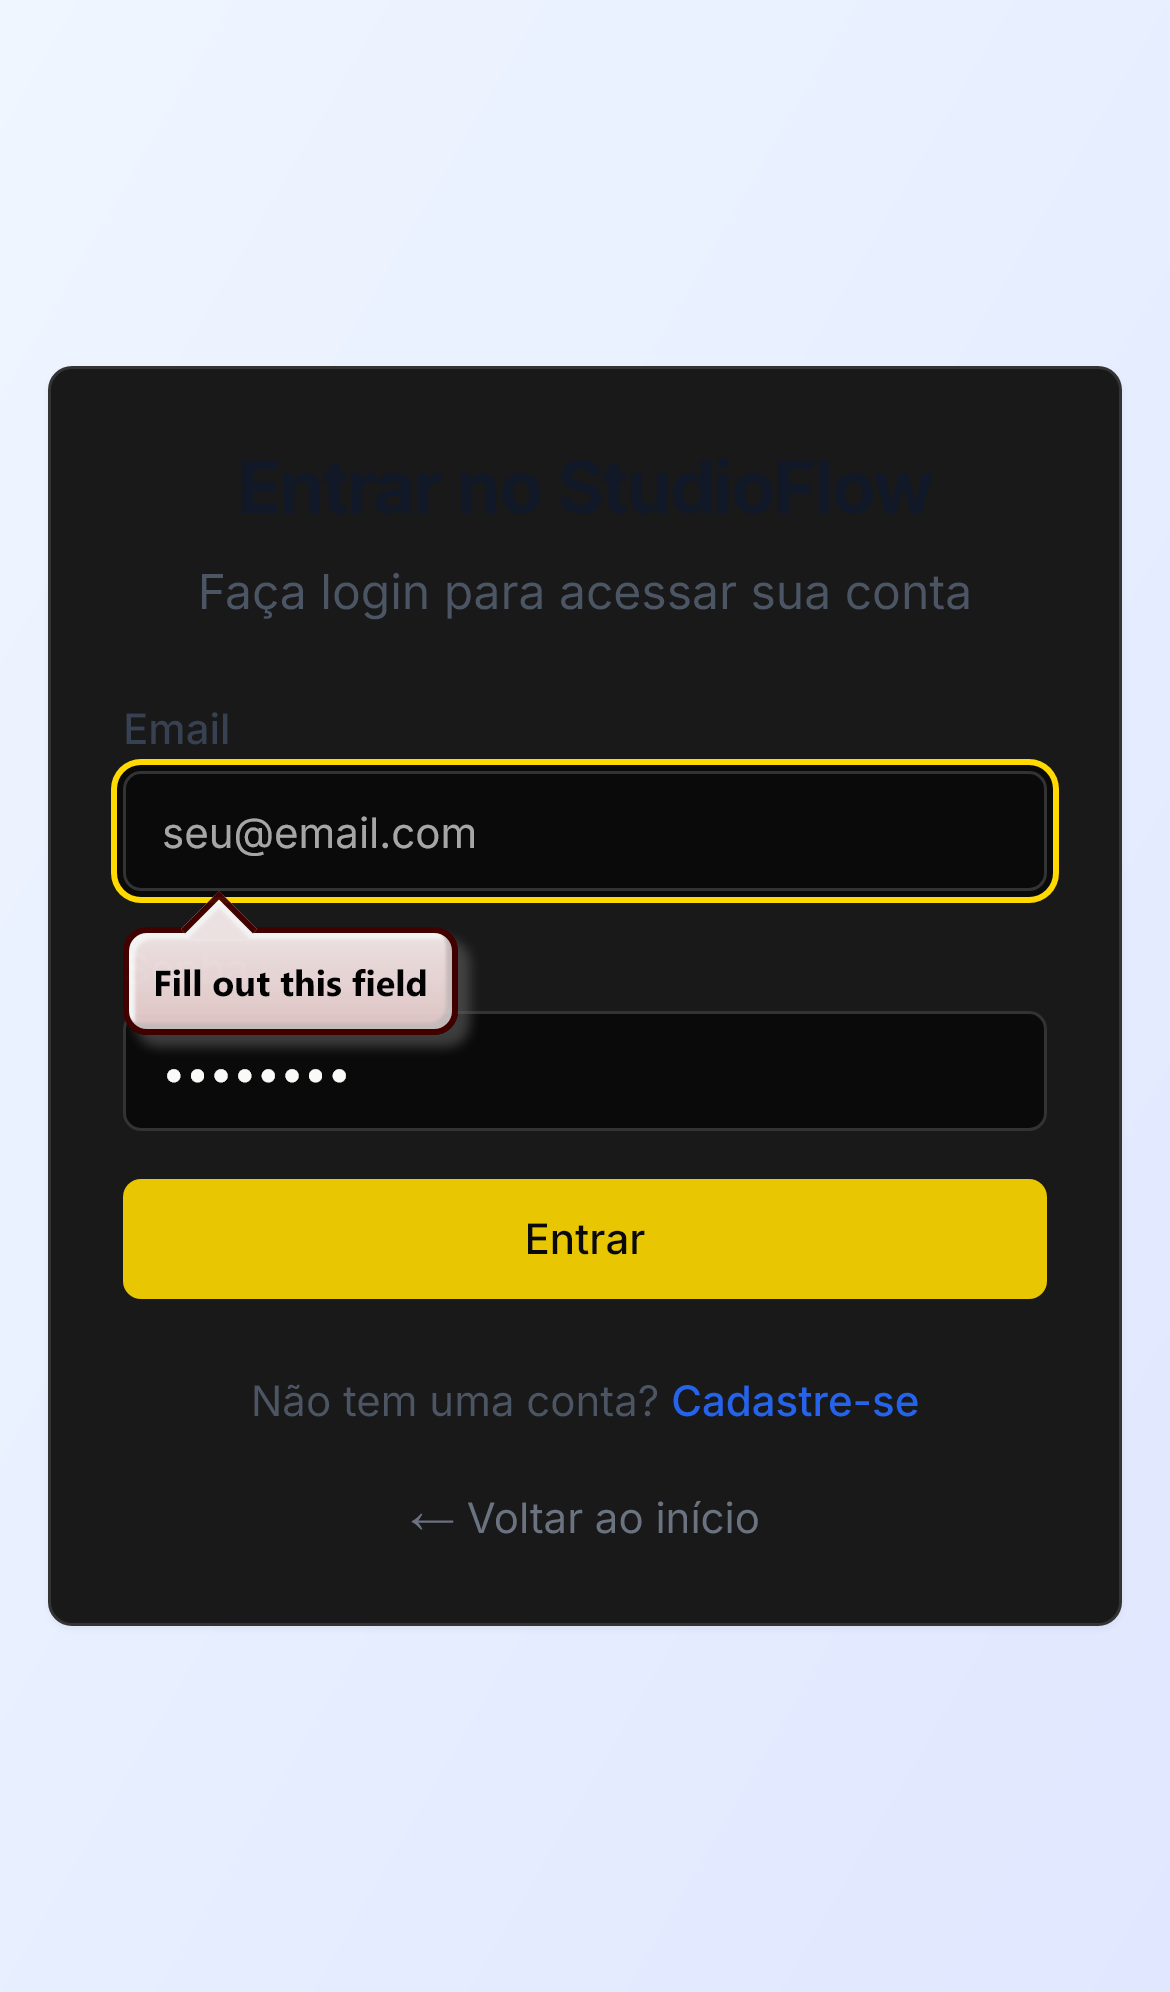 Entrar no StudioFlow
Faça login para acessar sua conta
Email
seu@email.com
Fill out this field
••••••••
Entrar
Não tem uma conta? Cadastre-se
← Voltar ao início